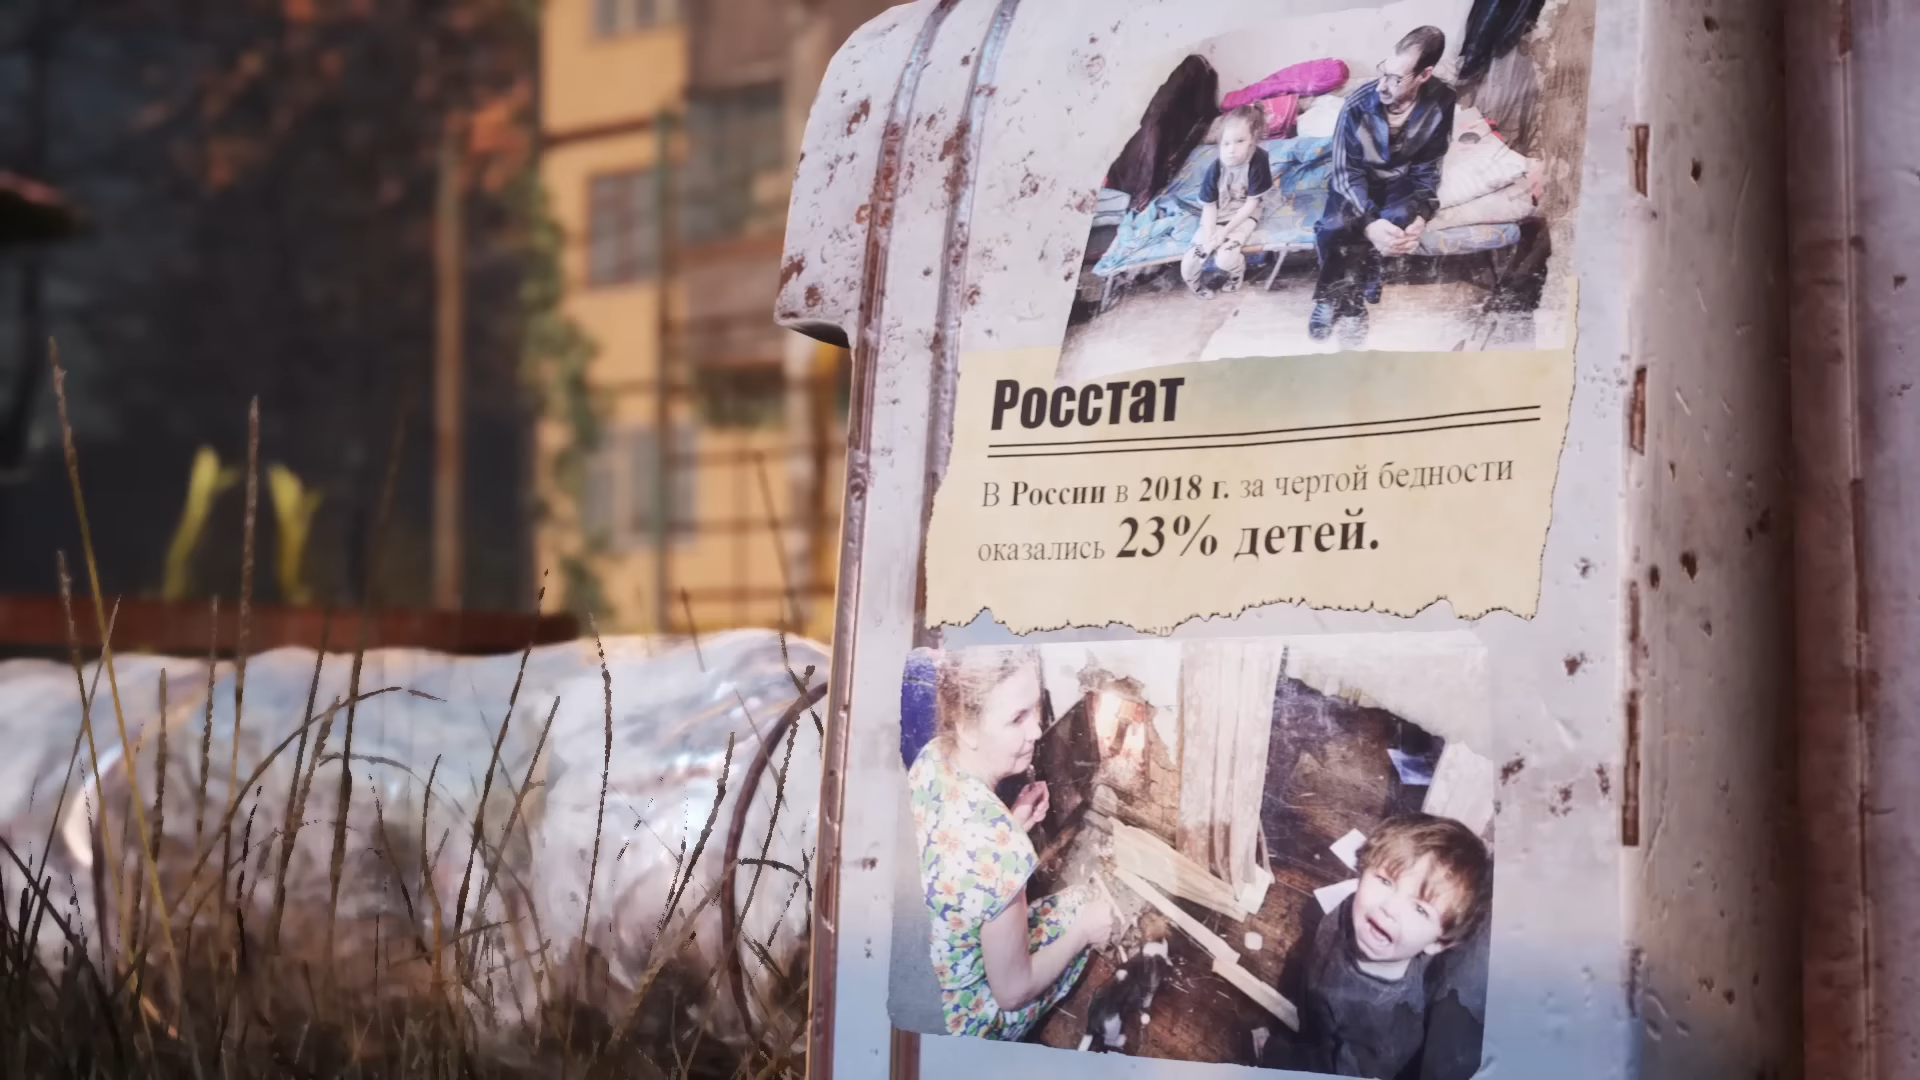 Росстат
В России в 2018 г. за чертой бедности
оказались 23% детей.